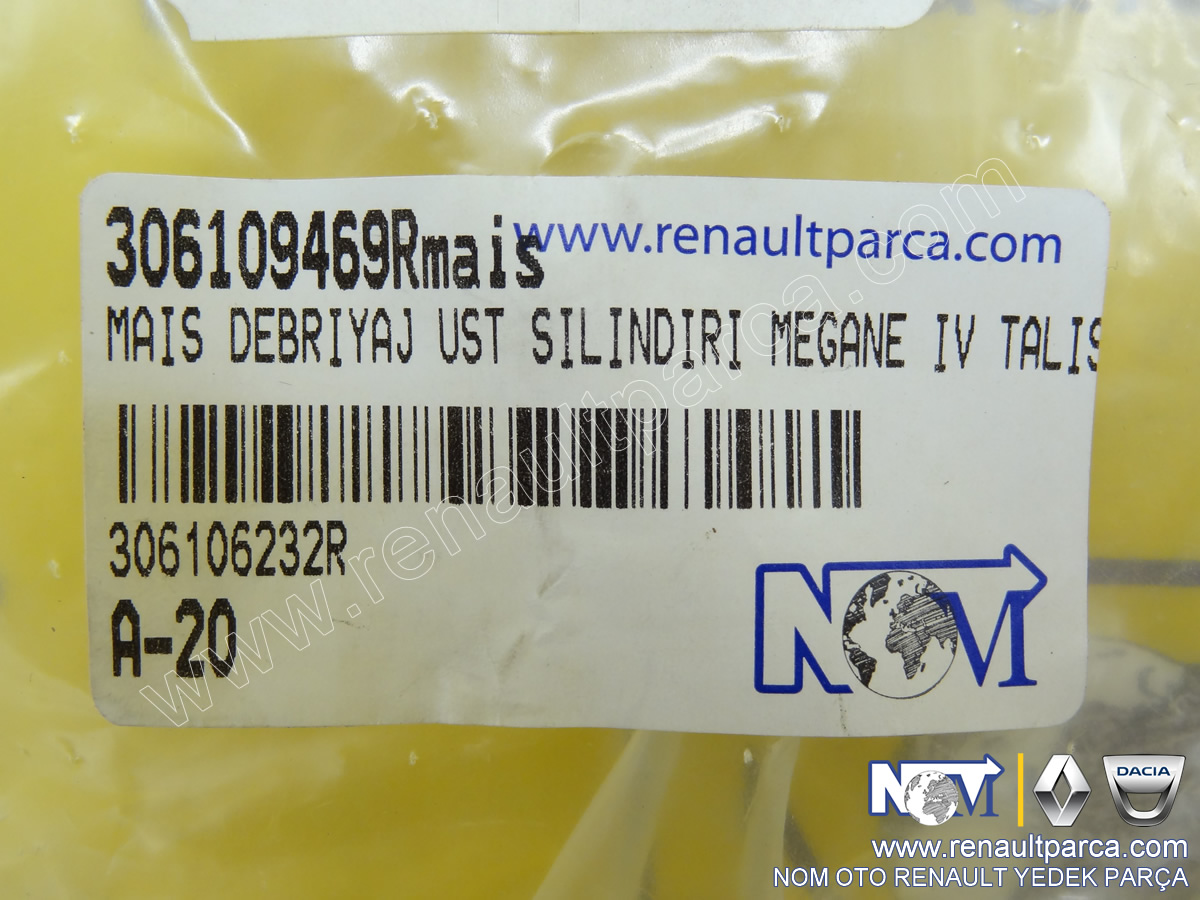 306109469Rmais
www.renaultparca.com
MAIS DEBRIYAJ UST SILINDIRI MEGANE IV TALIS
306106232R
A-20
NOM
www.renaultparca.com
NOM
DACIA
www.renaultparca.com
NOM OTO RENAULT YEDEK PARÇA